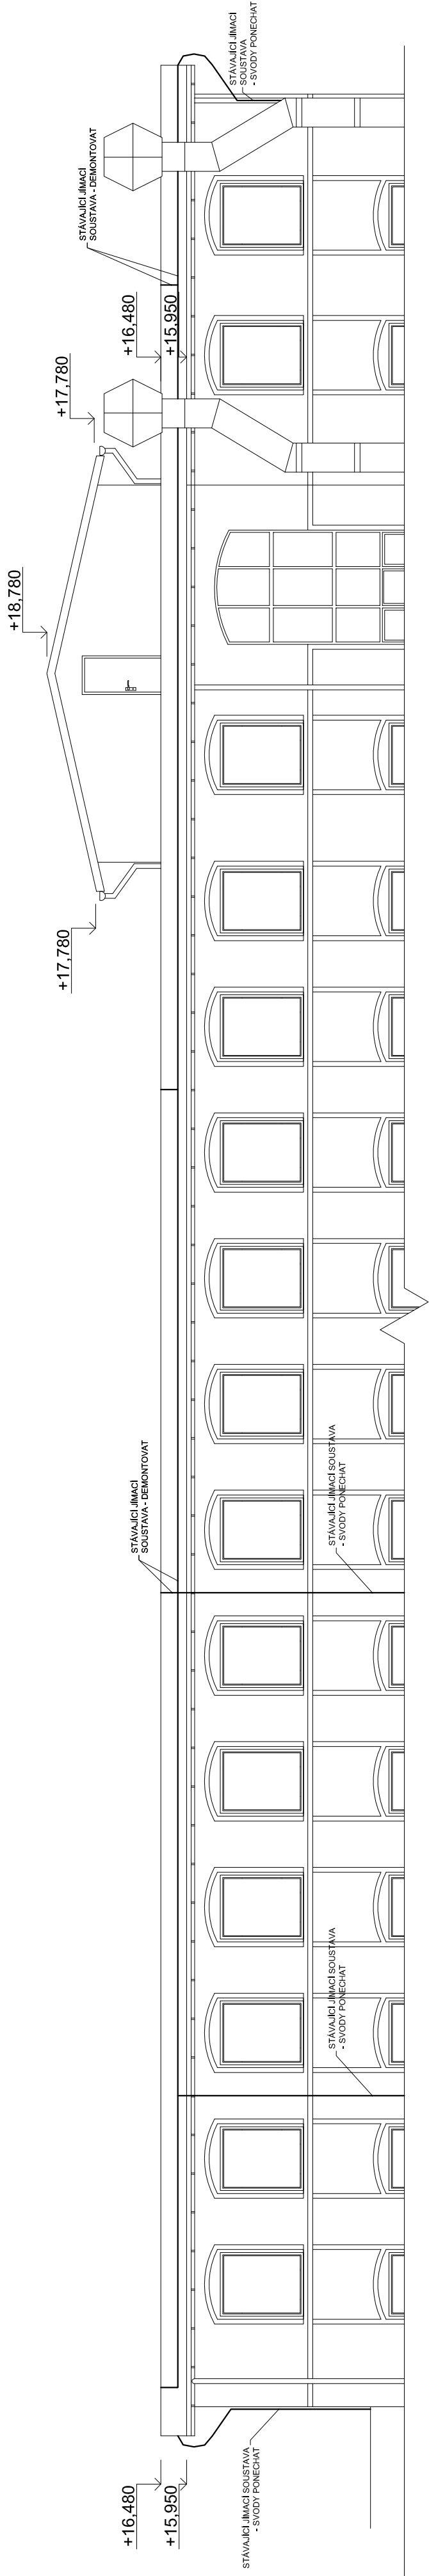 +16,480
+15,950
STÁVAJÍCÍ JÍMACÍ SOUSTAVA
- SVODY PONECHAT
STÁVAJÍCÍ JÍMACÍ SOUSTAVA
- SVODY PONECHAT
STÁVAJÍCÍ JÍMACÍ
SOUSTAVA - DEMONTOVAT
STÁVAJÍCÍ JÍMACÍ SOUSTAVA
- SVODY PONECHAT
+17,780
+18,780
+17,780
+16,480
+15,950
STÁVAJÍCÍ JÍMACÍ
SOUSTAVA - DEMONTOVAT
STÁVAJÍCÍ JÍMACÍ
SOUSTAVA
- SVODY PONECHAT